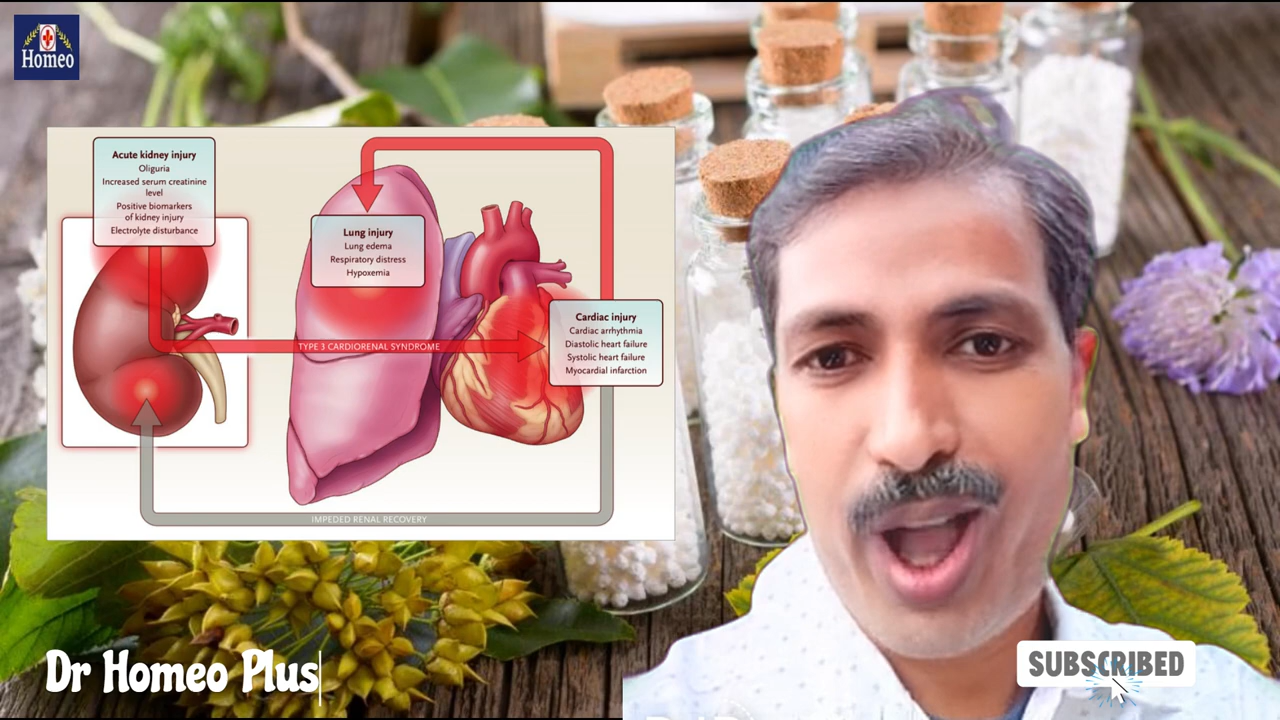 Homeo
Acute kidney injury
Oliguria
Increased serum creatinine
level
Positive biomarkers
of kidney injury
Electrolyte disturbance
Lung injury
Lung edema
Respiratory distress
Hypoxemia
Cardiac injury
Cardiac arrhythmia
Diastolic heart failure
Systolic heart failure
Myocardial infarction
TYPE 3 CARDIORENAL SYNDROME
IMPEDED RENAL RECOVERY
Dr Homeo Plus
SUBSCRIBED